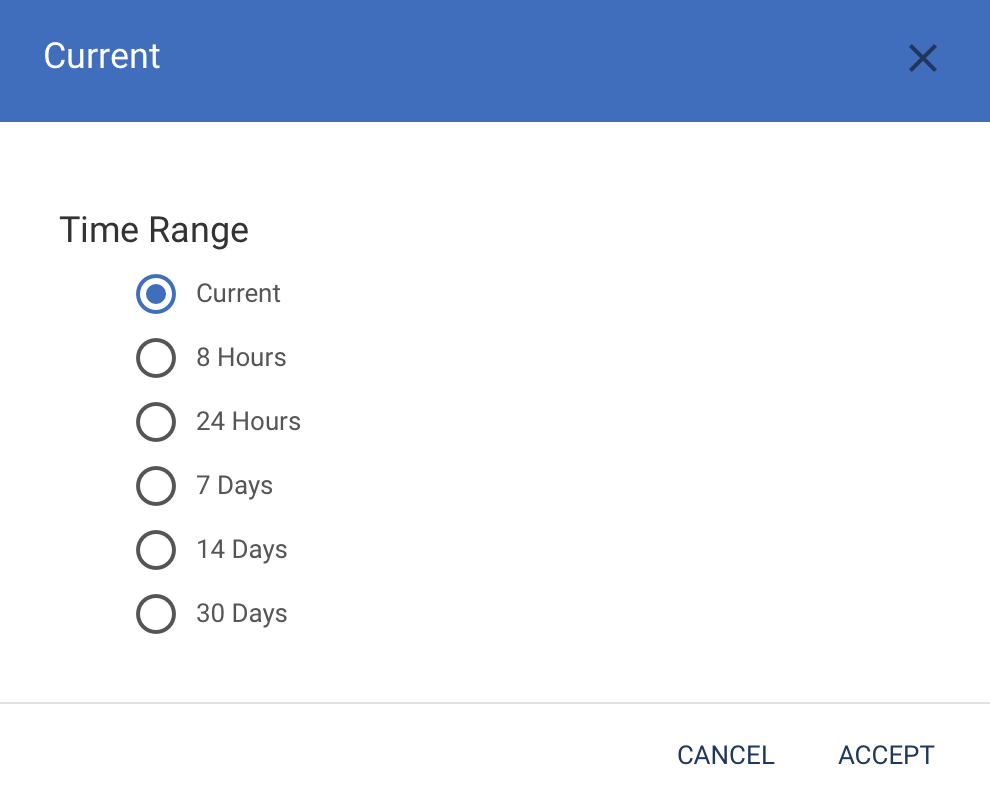 Current
Time Range
Current
8 Hours
24 Hours
7 Days
14 Days
30 Days
CANCEL ACCEPT